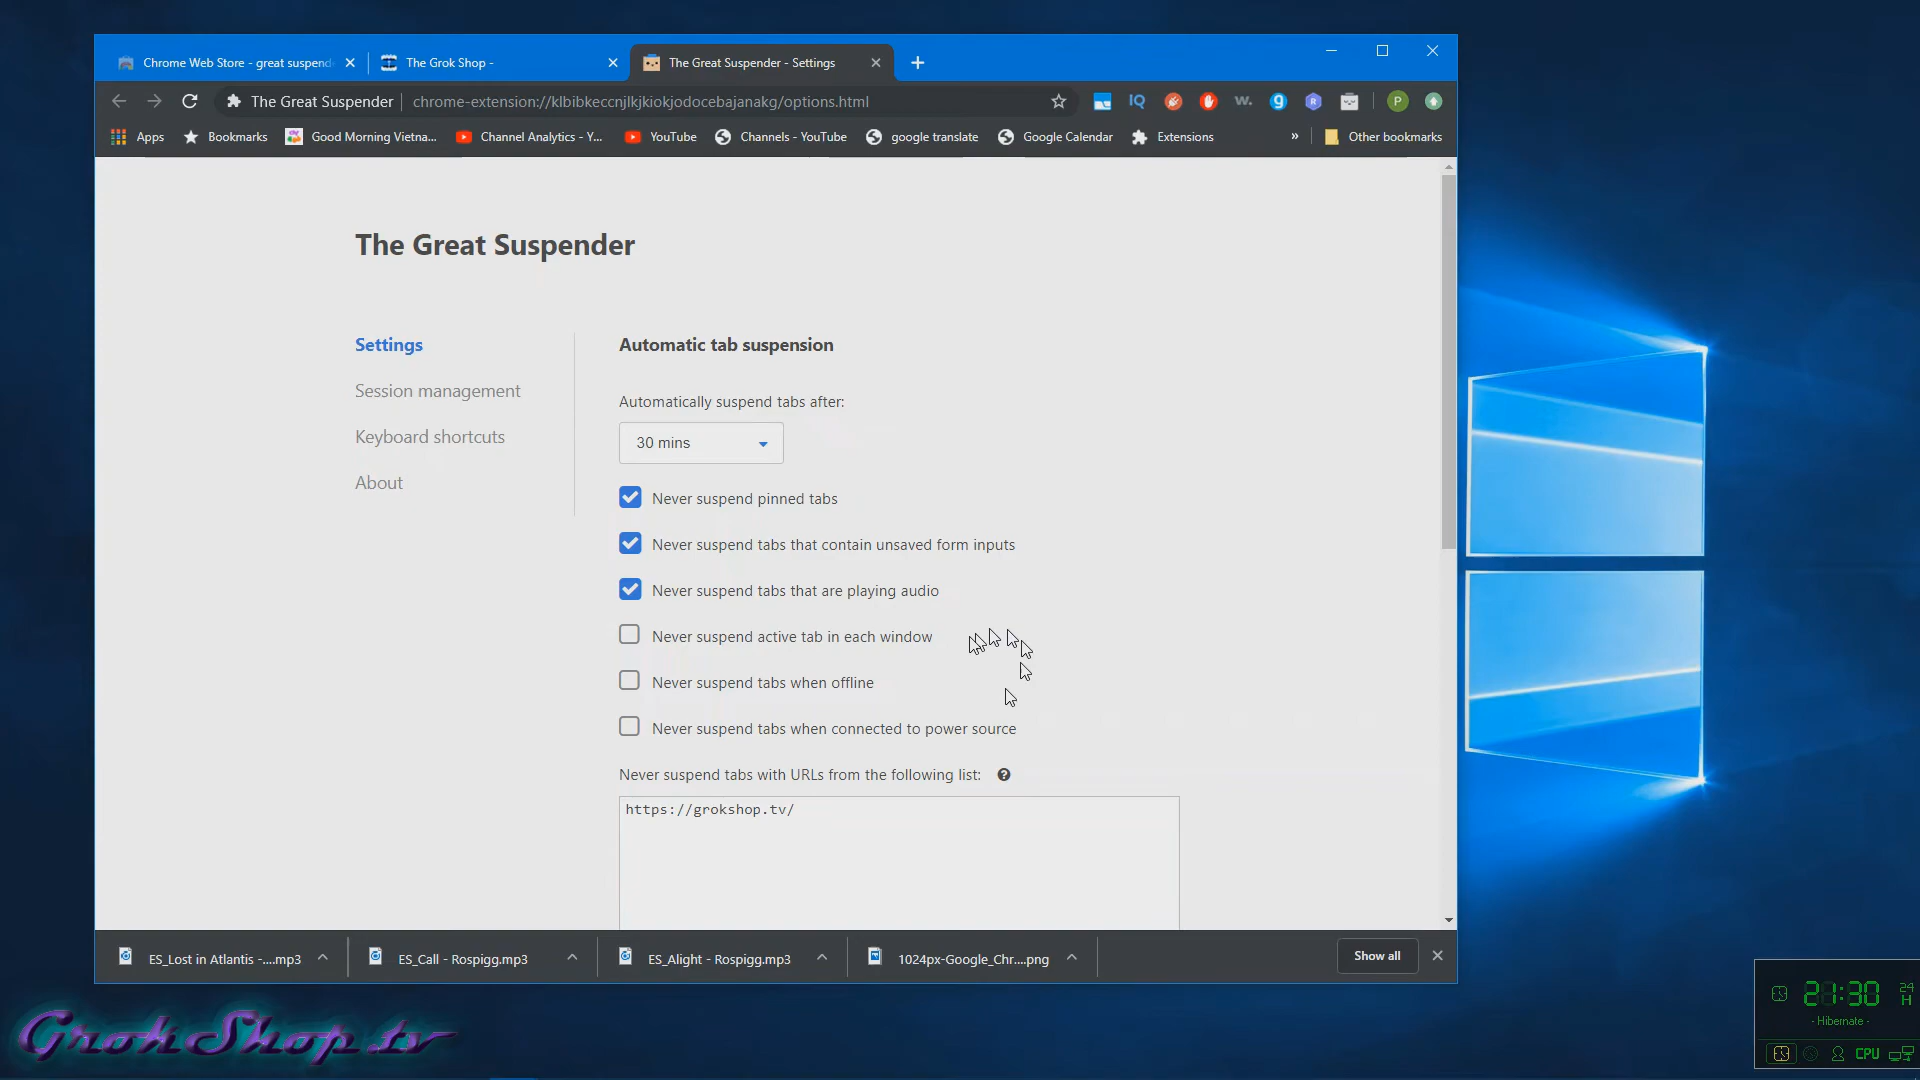 Chrome Web Store - great suspend
The Grok Shop -
The Great Suspender - Settings
The Great Suspender
chrome-extension://klbibkeccnjlkjkiokjodocebajanakg/options.html
IQ
w.
g
R
P
Apps
Bookmarks
Good Morning Vietna...
Channel Analytics - Y...
YouTube
Channels - YouTube
google translate
Google Calendar
Extensions
»
Other bookmarks
The Great Suspender
Settings
Session management
Keyboard shortcuts
About
Automatic tab suspension
Automatically suspend tabs after:
30 mins
Never suspend pinned tabs
Never suspend tabs that contain unsaved form inputs
Never suspend tabs that are playing audio
Never suspend active tab in each window
Never suspend tabs when offline
Never suspend tabs when connected to power source
Never suspend tabs with URLs from the following list:
https://grokshop.tv/
ES_Lost in Atlantis -....mp3
ES_Call - Rospigg.mp3
ES_Alight - Rospigg.mp3
1024px-Google_Chr....png
Show all
GrokShop.tv
21:30
24
H
- Hibernate -
CPU